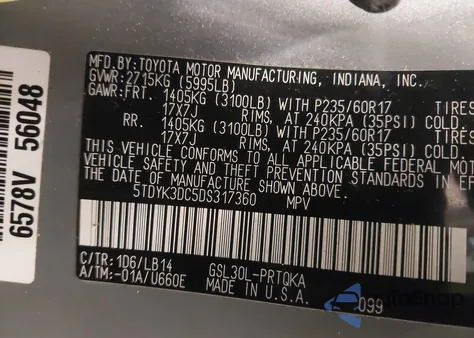 MFD.BY:TOYOTA MOTOR MANUFACTURING, INDIANA, INC.
GVWR:2715KG (5995LB)
GAWR:FRT. 1405KG (3100LB) WITH P235/60R17 TIRES
17X7J RIMS, AT 240KPA (35PSI) COLD.
RR. 1405KG (3100LB) WITH P235/60R17 TIRES
17X7J RIMS, AT 240KPA (35PSI) COLD.
THIS VEHICLE CONFORMS TO ALL APPLICABLE FEDERAL MOTOR
VEHICLE SAFETY AND THEFT PREVENTION STANDARDS IN
THE DATE OF MANUFACTURE SHOWN ABOVE.
5TDYK3DC5DS317360 MPV
C/TR:1D6/LB14 GSL30L-PRTQKA
A/TM:-01A/U660E MADE IN U.S.A.
099
6578V 56048